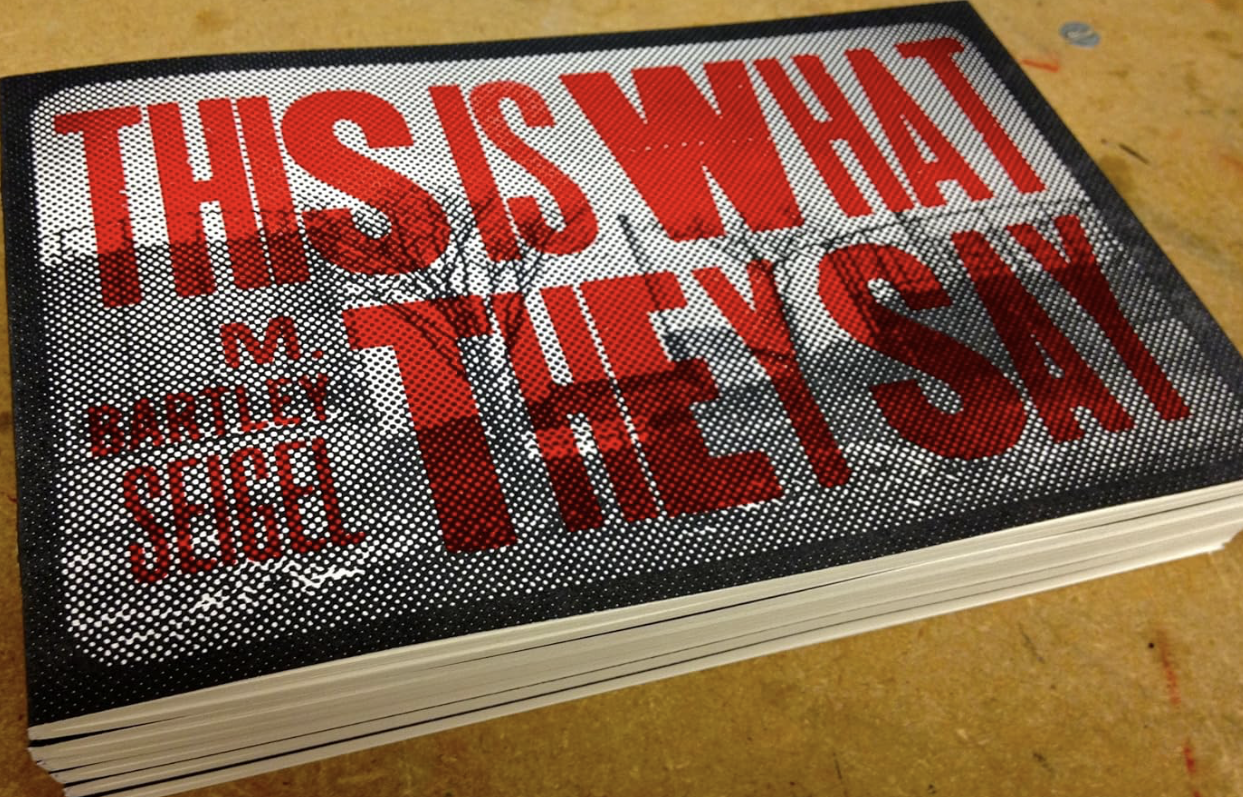 THIS IS WHAT
THEY SAY
M.
BARTLEY
SEIGEL